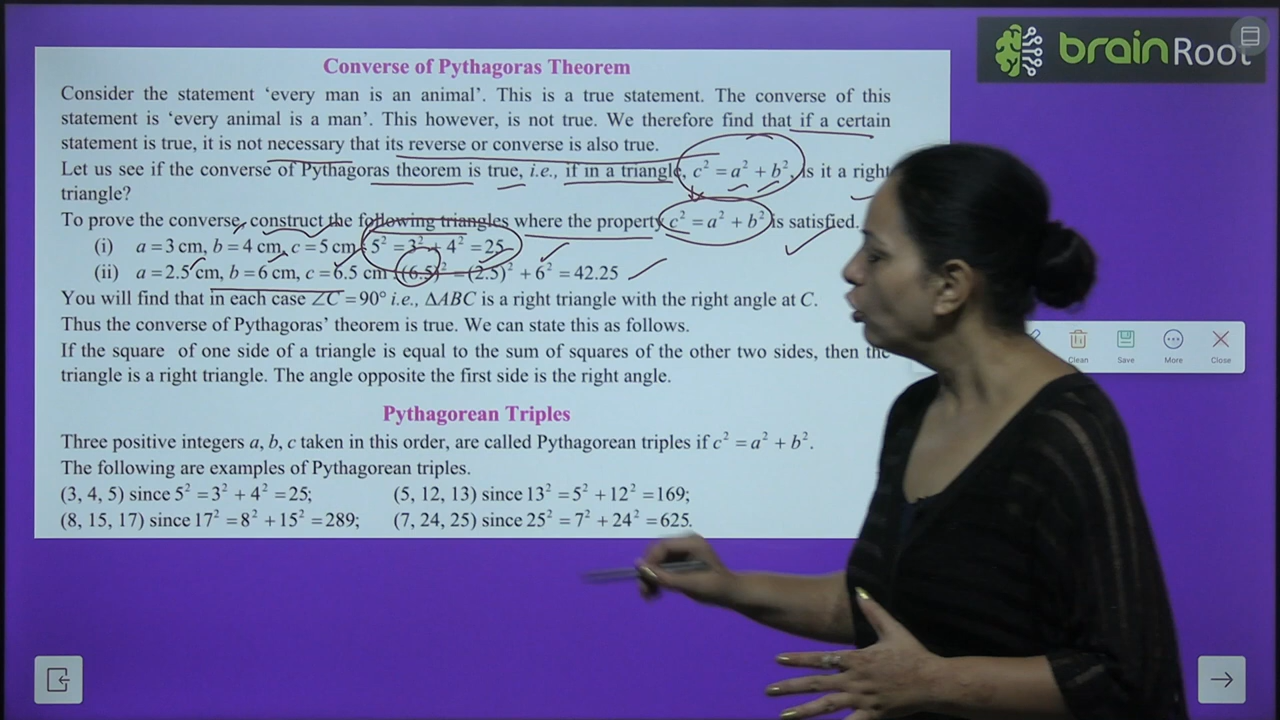 brainRoot
Converse of Pythagoras Theorem
Consider the statement ‘every man is an animal’. This is a true statement. The converse of this
statement is ‘every animal is a man’. This however, is not true. We therefore find that if a certain
statement is true, it is not necessary that its reverse or converse is also true.
Let us see if the converse of Pythagoras theorem is true, i.e., if in a triangle, c² = a² + b², is it a right
triangle?
To prove the converse, construct the following triangles where the property c² = a² + b² is satisfied.
(i) a = 3 cm, b = 4 cm, c = 5 cm (5² = 3² + 4² = 25
(ii) a = 2.5 cm, b = 6 cm, c = 6.5 cm ((6.5)² = (2.5)² + 6² = 42.25
You will find that in each case ∠C = 90° i.e., ΔABC is a right triangle with the right angle at C.
Thus the converse of Pythagoras’ theorem is true. We can state this as follows.
If the square of one side of a triangle is equal to the sum of squares of the other two sides, then the
triangle is a right triangle. The angle opposite the first side is the right angle.
Clean Save More Close
Pythagorean Triples
Three positive integers a, b, c taken in this order, are called Pythagorean triples if c² = a² + b².
The following are examples of Pythagorean triples.
(3, 4, 5) since 5² = 3² + 4² = 25; (5, 12, 13) since 13² = 5² + 12² = 169;
(8, 15, 17) since 17² = 8² + 15² = 289; (7, 24, 25) since 25² = 7² + 24² = 625.